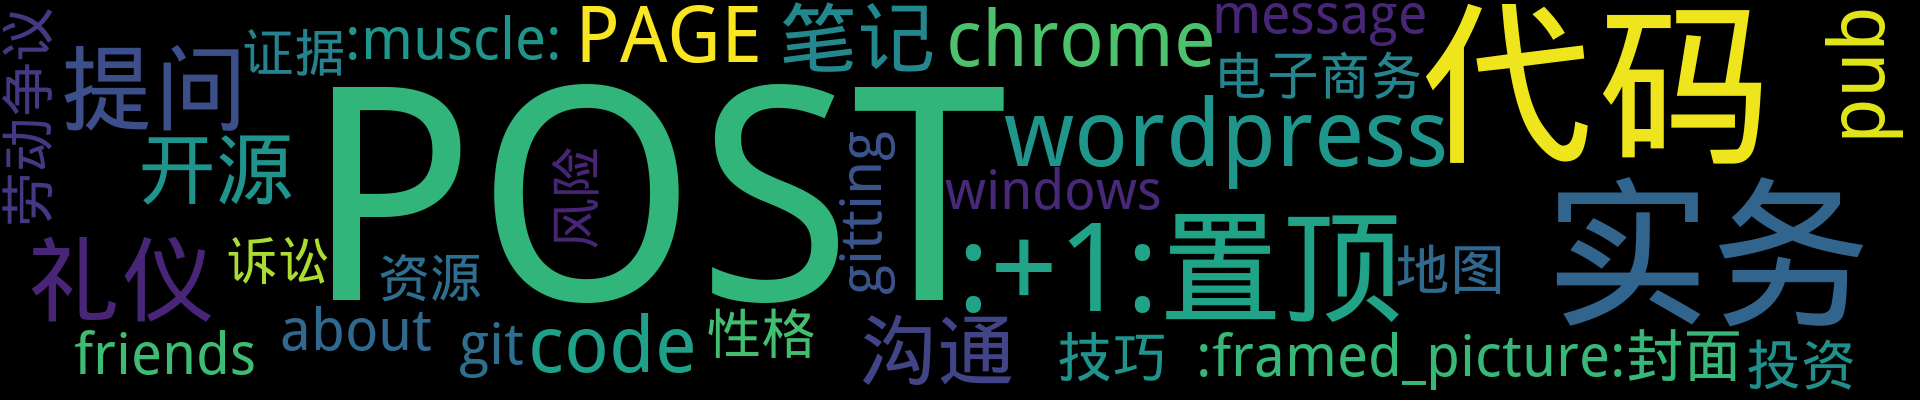 劳动争议
提问
证据
:muscle:
PAGE
笔记
chrome
message
电子商务
代码
pub
开源
POST
风险
gitting
wordpress
windows
礼仪
诉讼
资源
:+1:置顶
地图
实务
friends
about
git
code
性格
沟通
技巧
:framed_picture:封面
投资